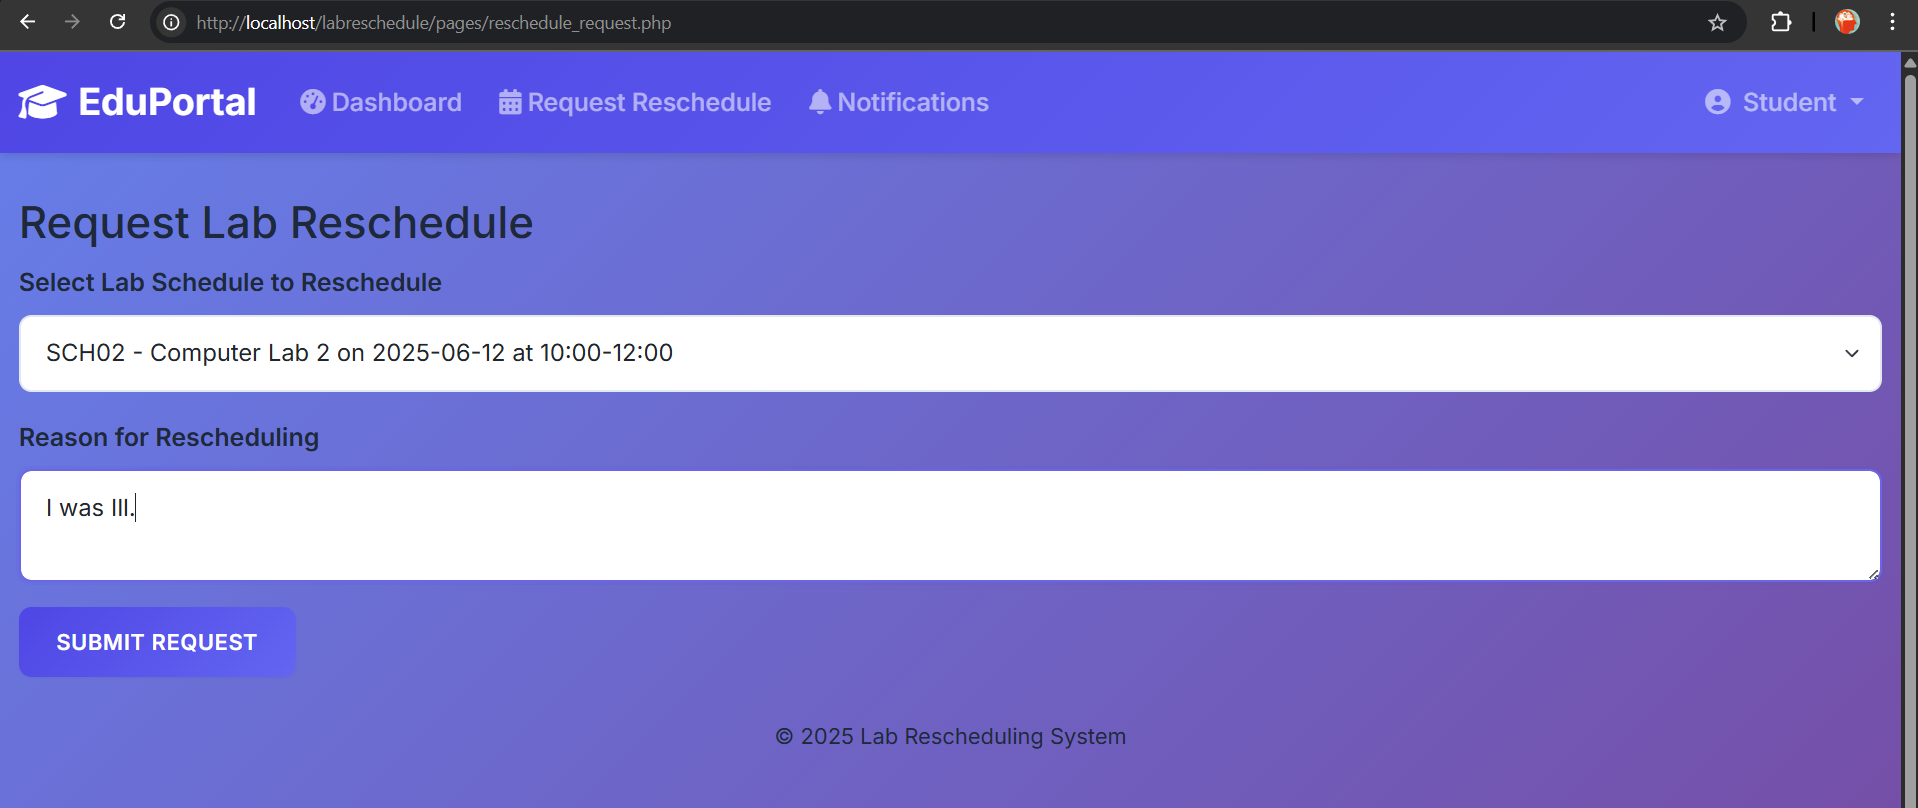 http://localhost/labreschedule/pages/reschedule_request.php
EduPortal Dashboard Request Reschedule Notifications Student
Request Lab Reschedule
Select Lab Schedule to Reschedule
SCH02 - Computer Lab 2 on 2025-06-12 at 10:00-12:00
Reason for Rescheduling
I was Ill.
SUBMIT REQUEST
© 2025 Lab Rescheduling System